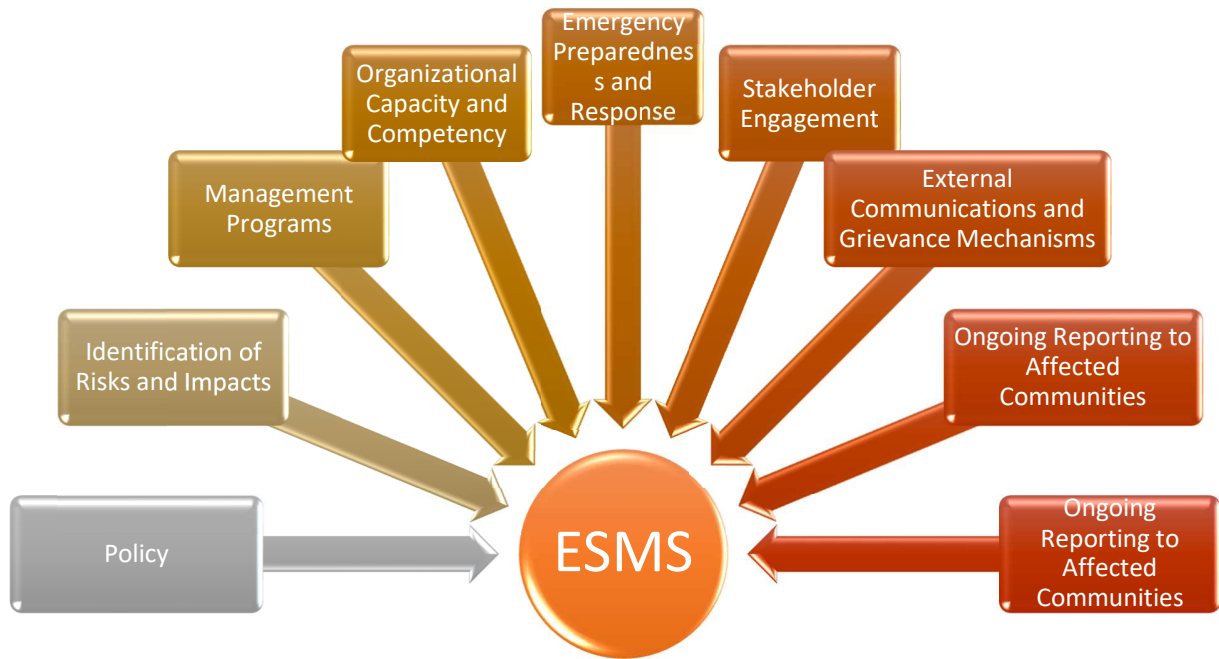 Policy
Identification of
Risks and Impacts
Management
Programs
Organizational
Capacity and
Competency
Emergency
Preparednes
s and
Response
Stakeholder
Engagement
External
Communications and
Grievance Mechanisms
Ongoing Reporting to
Affected
Communities
Ongoing
Reporting to
Affected
Communities
ESMS